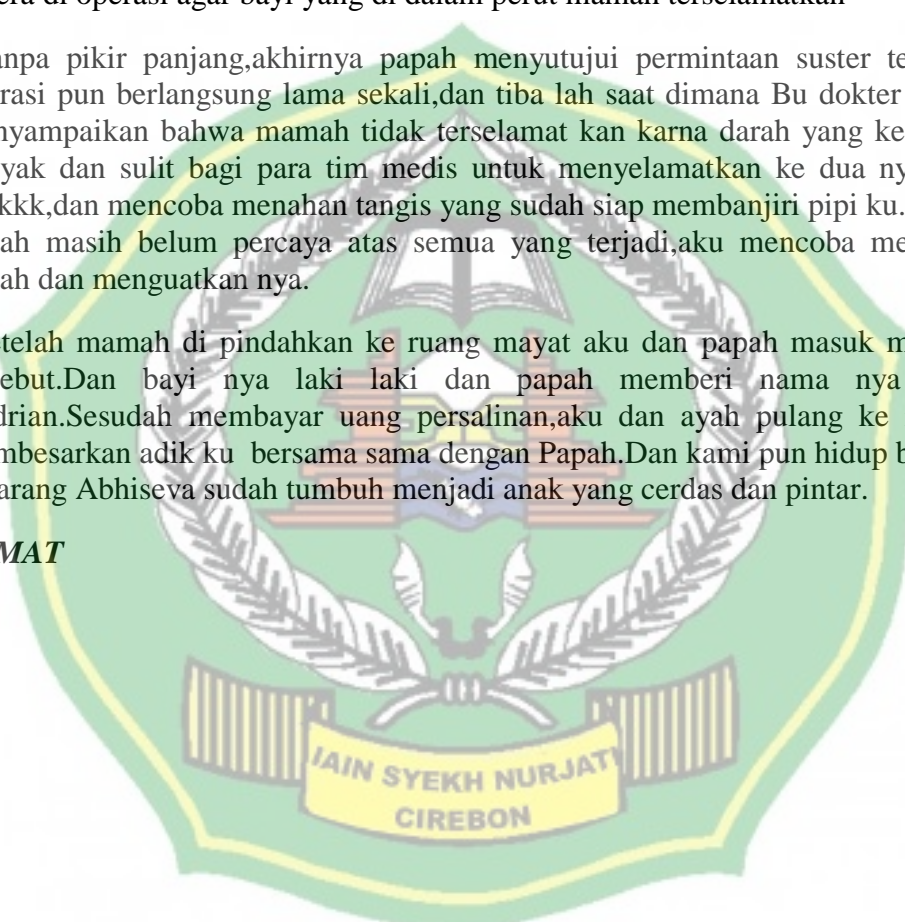 era di operasi agar bayi yang di dalam perut mamah terselamatkan
anpa pikir panjang,akhirnya papah menyutujui permintaan suster te
rasi pun berlangsung lama sekali,dan tiba lah saat dimana Bu dokter
nyampaikan bahwa mamah tidak terselamat kan karna darah yang ke
yak dan sulit bagi para tim medis untuk menyelamatkan ke dua ny
kkk,dan mencoba menahan tangis yang sudah siap membanjiri pipi ku.
ah masih belum percaya atas semua yang terjadi,aku mencoba me
ah dan menguatkan nya.
telah mamah di pindahkan ke ruang mayat aku dan papah masuk m
sebut.Dan bayi nya laki laki dan papah memberi nama nya
drian.Sesudah membayar uang persalinan,aku dan ayah pulang ke
mbesarkan adik ku bersama sama dengan Papah.Dan kami pun hidup b
arang Abhiseva sudah tumbuh menjadi anak yang cerdas dan pintar.
MAT
IAIN SYEKH NURJATI
CIREBON